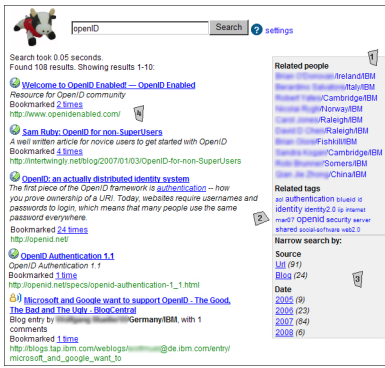 openID
Search
? settings
Search took 0.05 seconds.
Found 108 results. Showing results 1-10:
Welcome to OpenID Enabled! — OpenID Enabled
Resource for OpenID community
Bookmarked 2 times
http://www.openidenabled.com/
4
Sam Ruby: OpenID for non-SuperUsers
A well written article for novice users to get started with OpenID
Bookmarked 4 times
http://intertwingly.net/blog/2007/01/03/OpenID-for-non-SuperUsers
OpenID: an actually distributed identity system
The first piece of the OpenID framework is authentication -- how
you prove ownership of a URI. Today, websites require usernames and
passwords to login, which means that many people use the same
password everywhere.
Bookmarked 24 times
http://openid.net/
OpenID Authentication 1.1
OpenID Authentication 1.1
Bookmarked 1 time
http://openid.net/specs/openid-authentication-1_1.html
Microsoft and Google want to support OpenID - The Good,
The Bad and The Ugly - BlogCentral
Blog entry by /Germany/IBM, with 1
comments
Bookmarked 1 time
http://blogs.tap.ibm.com/weblogs/ @de.ibm.com/entry/
microsoft_and_google_want_to
1
Related people
/Ireland/IBM
/Italy/IBM
/Cambridge/IBM
/Norway/IBM
/Raleigh/IBM
/Raleigh/IBM
/Fishkill/IBM
/Cambridge/IBM
/Somers/IBM
/China/IBM
Related tags
aol authentication blueid id
identity identity2.0 iip internet
2
mar07 openid security server
shared social-software web2.0
Narrow search by:
Source
Url (91)
Blog (24)
3
Date
2005 (9)
2006 (23)
2007 (84)
2008 (6)